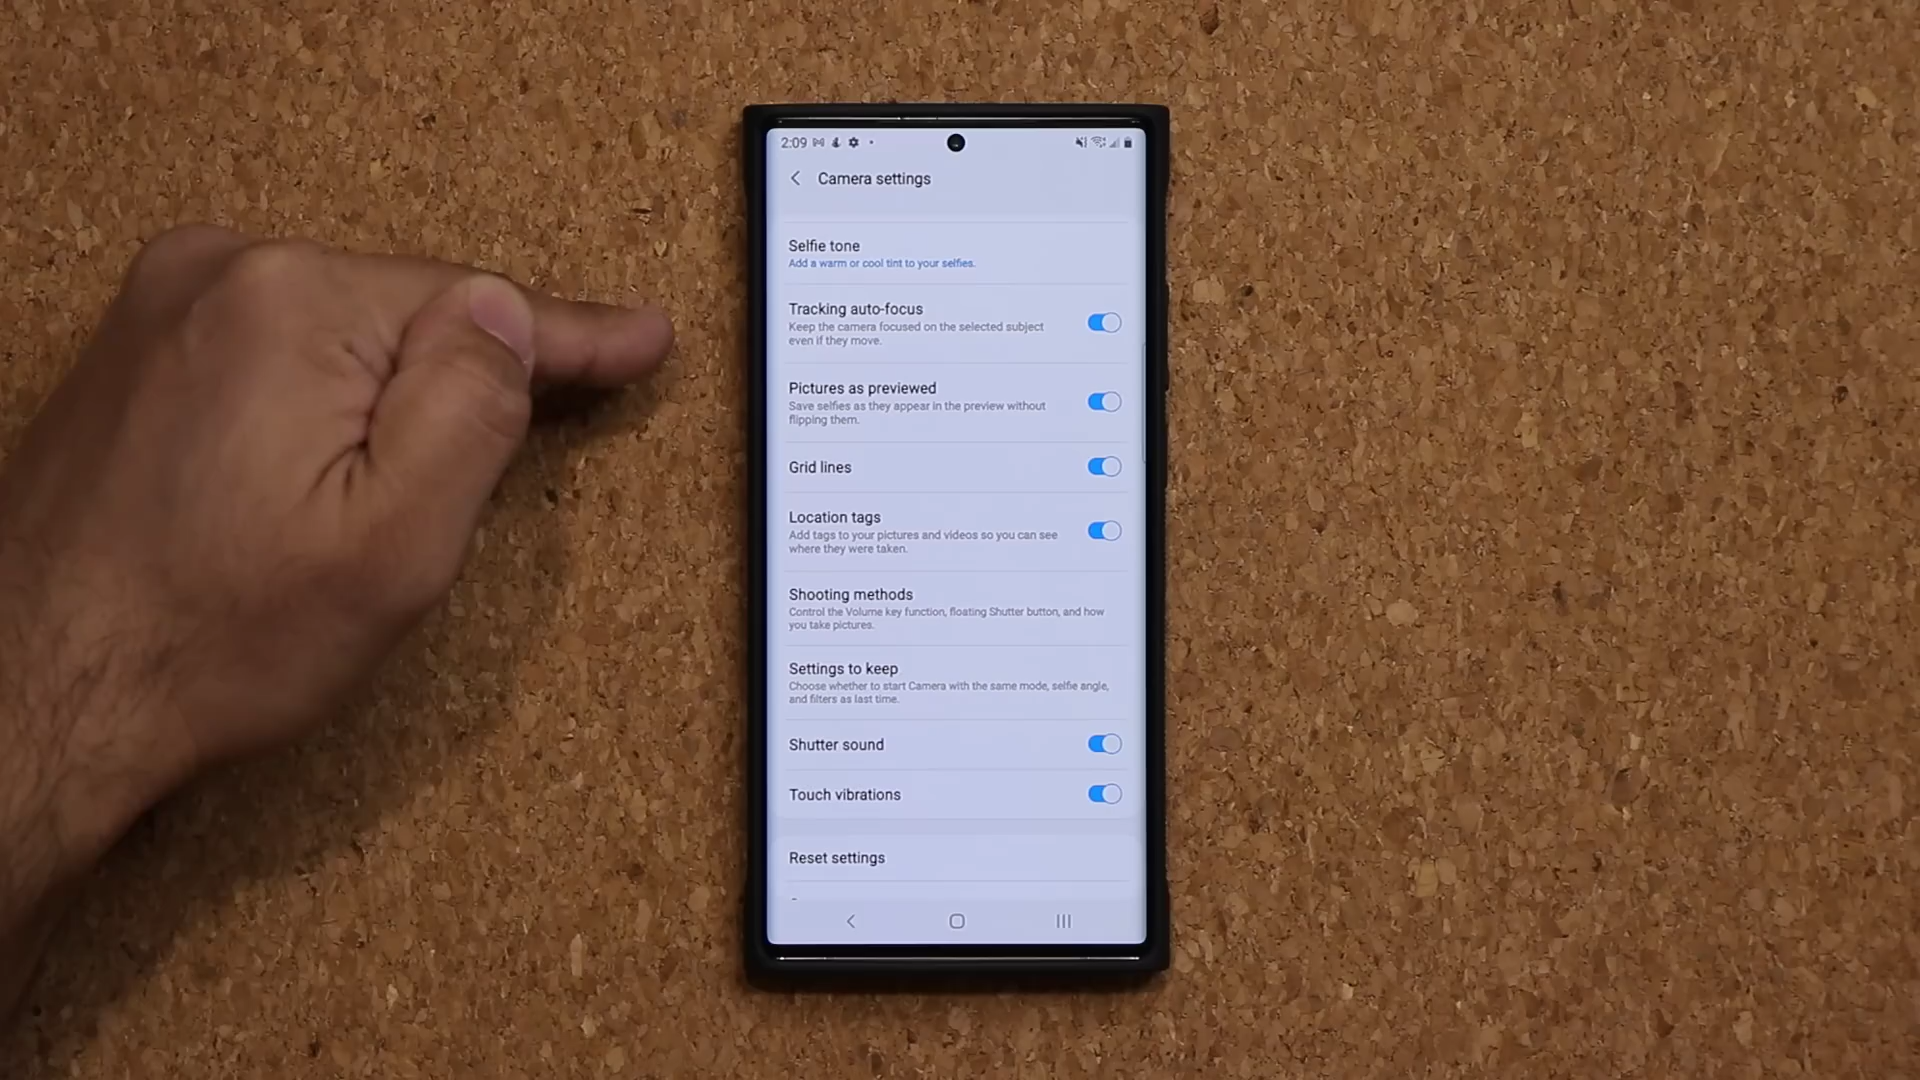 2:09
Camera settings
Selfie tone
Add a warm or cool tint to your selfies.
Tracking auto-focus
Keep the camera focused on the selected subject
even if they move.
Pictures as previewed
Save selfies as they appear in the preview without
flipping them.
Grid lines
Location tags
Add tags to your pictures and videos so you can see
where they were taken.
Shooting methods
Control the Volume key function, floating Shutter button, and how
you take pictures.
Settings to keep
Choose whether to start Camera with the same mode, selfie angle,
and filters as last time.
Shutter sound
Touch vibrations
Reset settings